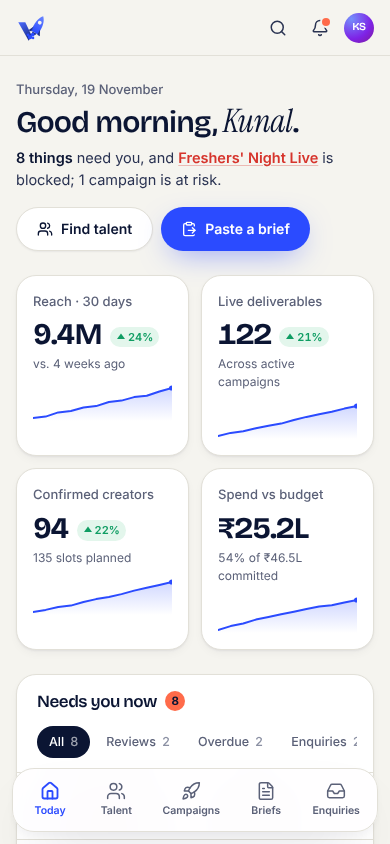 KS
Thursday, 19 November
Good morning, Kunal.
8 things need you, and Freshers' Night Live is
blocked; 1 campaign is at risk.
Find talent
Paste a brief
Reach · 30 days
9.4M 24%
vs. 4 weeks ago
Live deliverables
122 21%
Across active
campaigns
Confirmed creators
94 22%
135 slots planned
Spend vs budget
₹25.2L
54% of ₹46.5L
committed
Needs you now 8
All 8 Reviews 2 Overdue 2 Enquiries 2
Today Talent Campaigns Briefs Enquiries